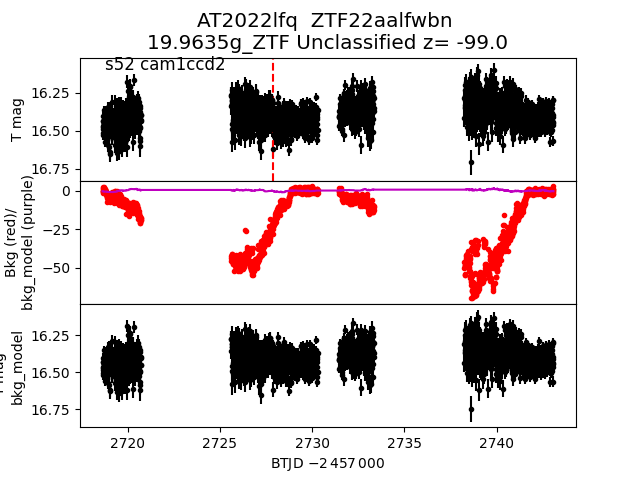 AT2022lfq  ZTF22aalfwbn
19.9635g_ZTF Unclassified z= -99.0
s52 cam1ccd2
T mag
16.25
16.50
16.75
Bkg (red)/
bkg_model (purple)
0
−25
−50
bkg_model
16.25
16.50
16.75
2720
2725
2730
2735
2740
BTJD −2 457 000